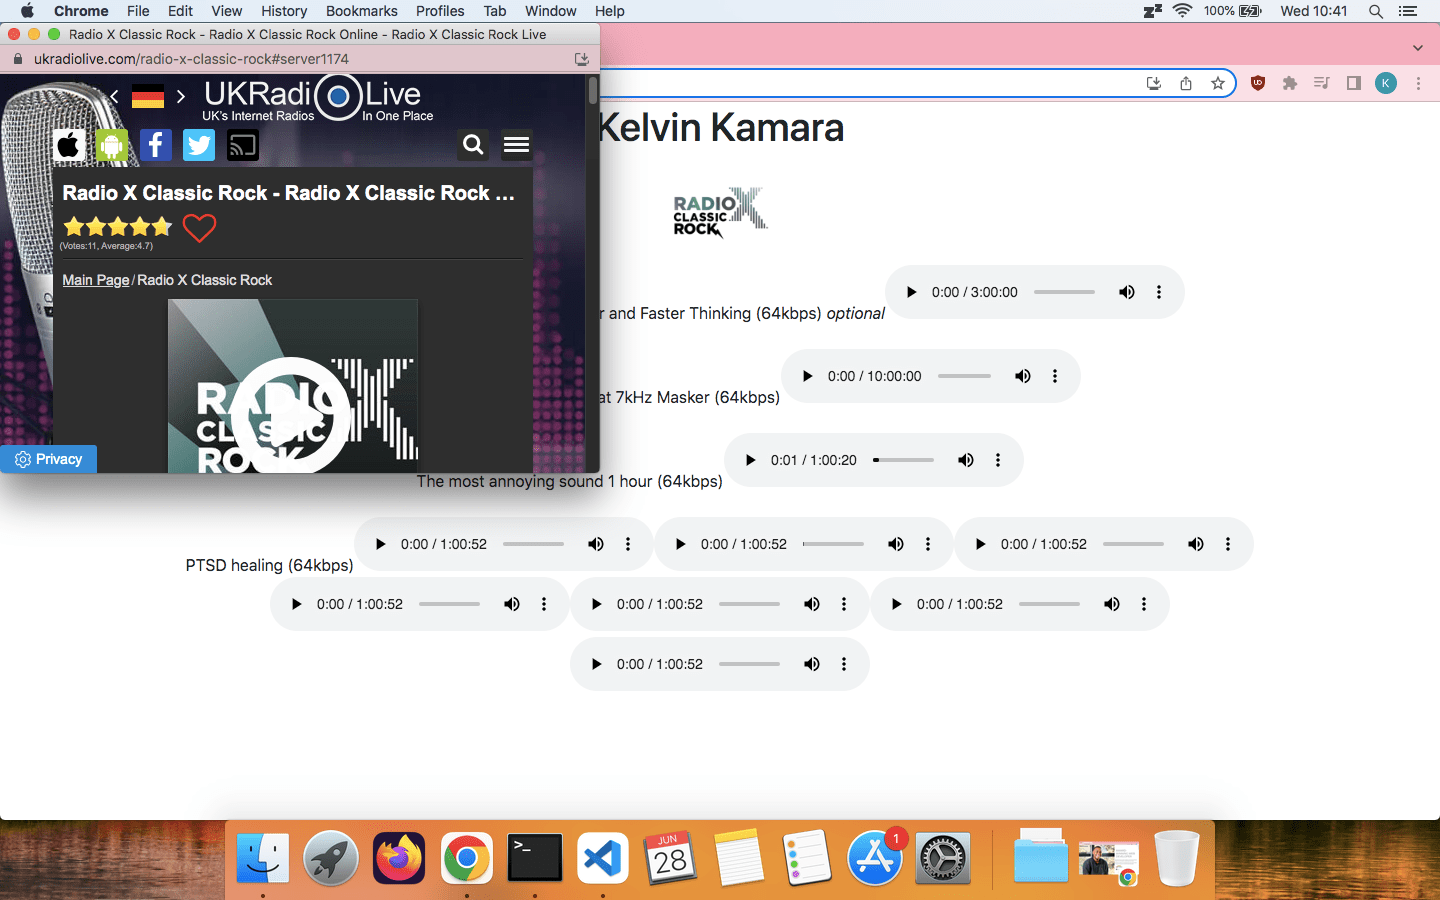 Chrome File Edit View History Bookmarks Profiles Tab Window Help 100% Wed 10:41
Radio X Classic Rock - Radio X Classic Rock Online - Radio X Classic Rock Live
ukradiolive.com/radio-x-classic-rock#server1174
K
UKRadi Live
UK's Internet Radios In One Place
Kelvin Kamara
Radio X Classic Rock - Radio X Classic Rock ...
(Votes:11, Average:4.7)
RADIO X
CLASSIC
ROCK
Main Page/Radio X Classic Rock
r and Faster Thinking (64kbps) optional 0:00 / 3:00:00
RADIO X
CLASSIC
ROCK
at 7kHz Masker (64kbps) 0:00 / 10:00:00
Privacy
The most annoying sound 1 hour (64kbps) 0:01 / 1:00:20
PTSD healing (64kbps) 0:00 / 1:00:52 0:00 / 1:00:52 0:00 / 1:00:52
0:00 / 1:00:52 0:00 / 1:00:52 0:00 / 1:00:52
0:00 / 1:00:52
>_
JUN
28
1